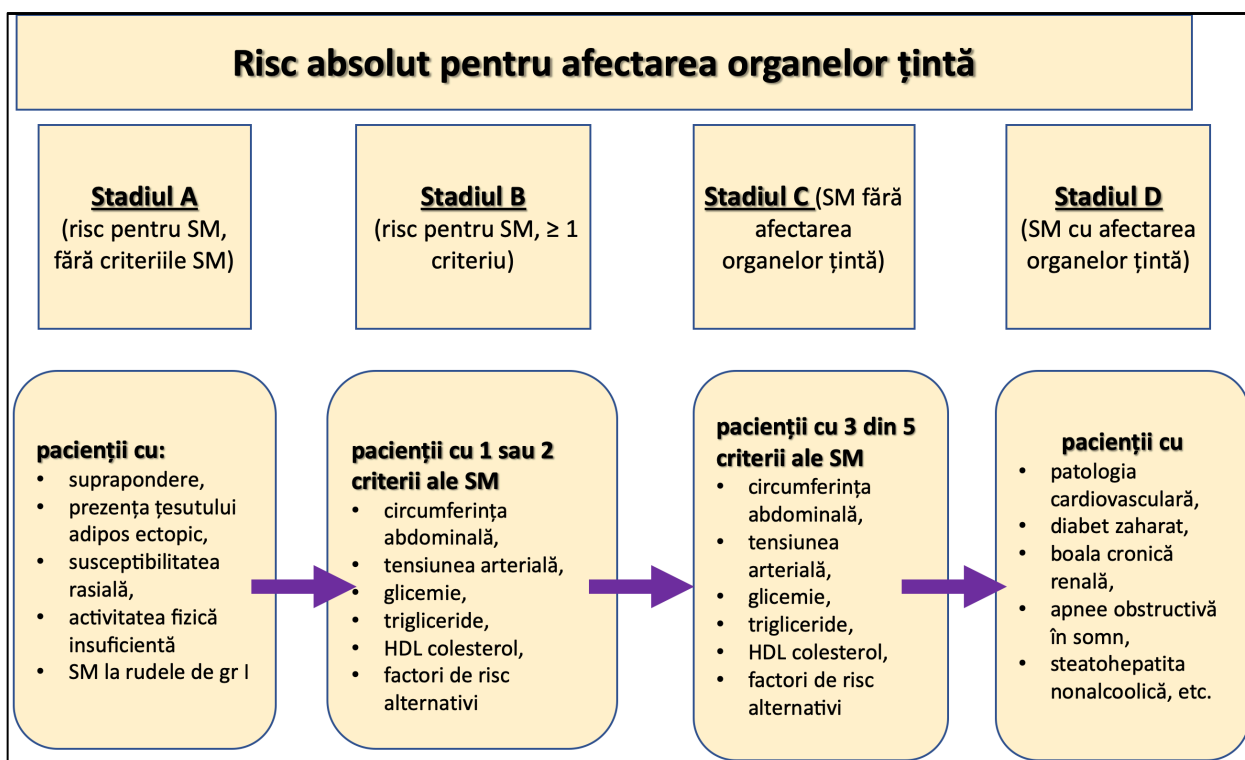 Risc absolut pentru afectarea organelor țintă
Stadiul A
(risc pentru SM,
fără criteriile SM)
Stadiul B
(risc pentru SM, ≥ 1
criteriu)
Stadiul C (SM fără
afectarea
organelor țintă)
Stadiul D
(SM cu afectarea
organelor țintă)
pacienții cu:
• suprapondere,
• prezența țesutului
adipos ectopic,
• susceptibilitatea
rasială,
• activitatea fizică
insuficientă
• SM la rudele de gr I
pacienții cu 1 sau 2
criterii ale SM
• circumferința
abdominală,
• tensiunea arterială,
• glicemie,
• trigliceride,
• HDL colesterol,
• factori de risc
alternativi
pacienții cu 3 din 5
criterii ale SM
• circumferința
abdominală,
• tensiunea
arterială,
• glicemie,
• trigliceride,
• HDL colesterol,
• factori de risc
alternativi
pacienții cu
• patologia
cardiovasculară,
• diabet zaharat,
• boala cronică
renală,
• apnee obstructivă
în somn,
• steatohepatita
nonalcoolică, etc.